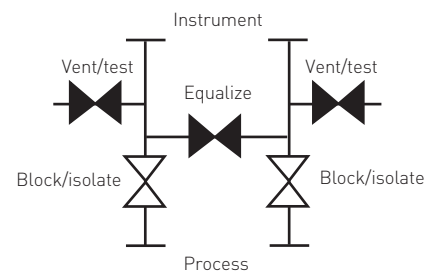 Instrument
Vent/test
Vent/test
Equalize
Block/isolate
Block/isolate
Process